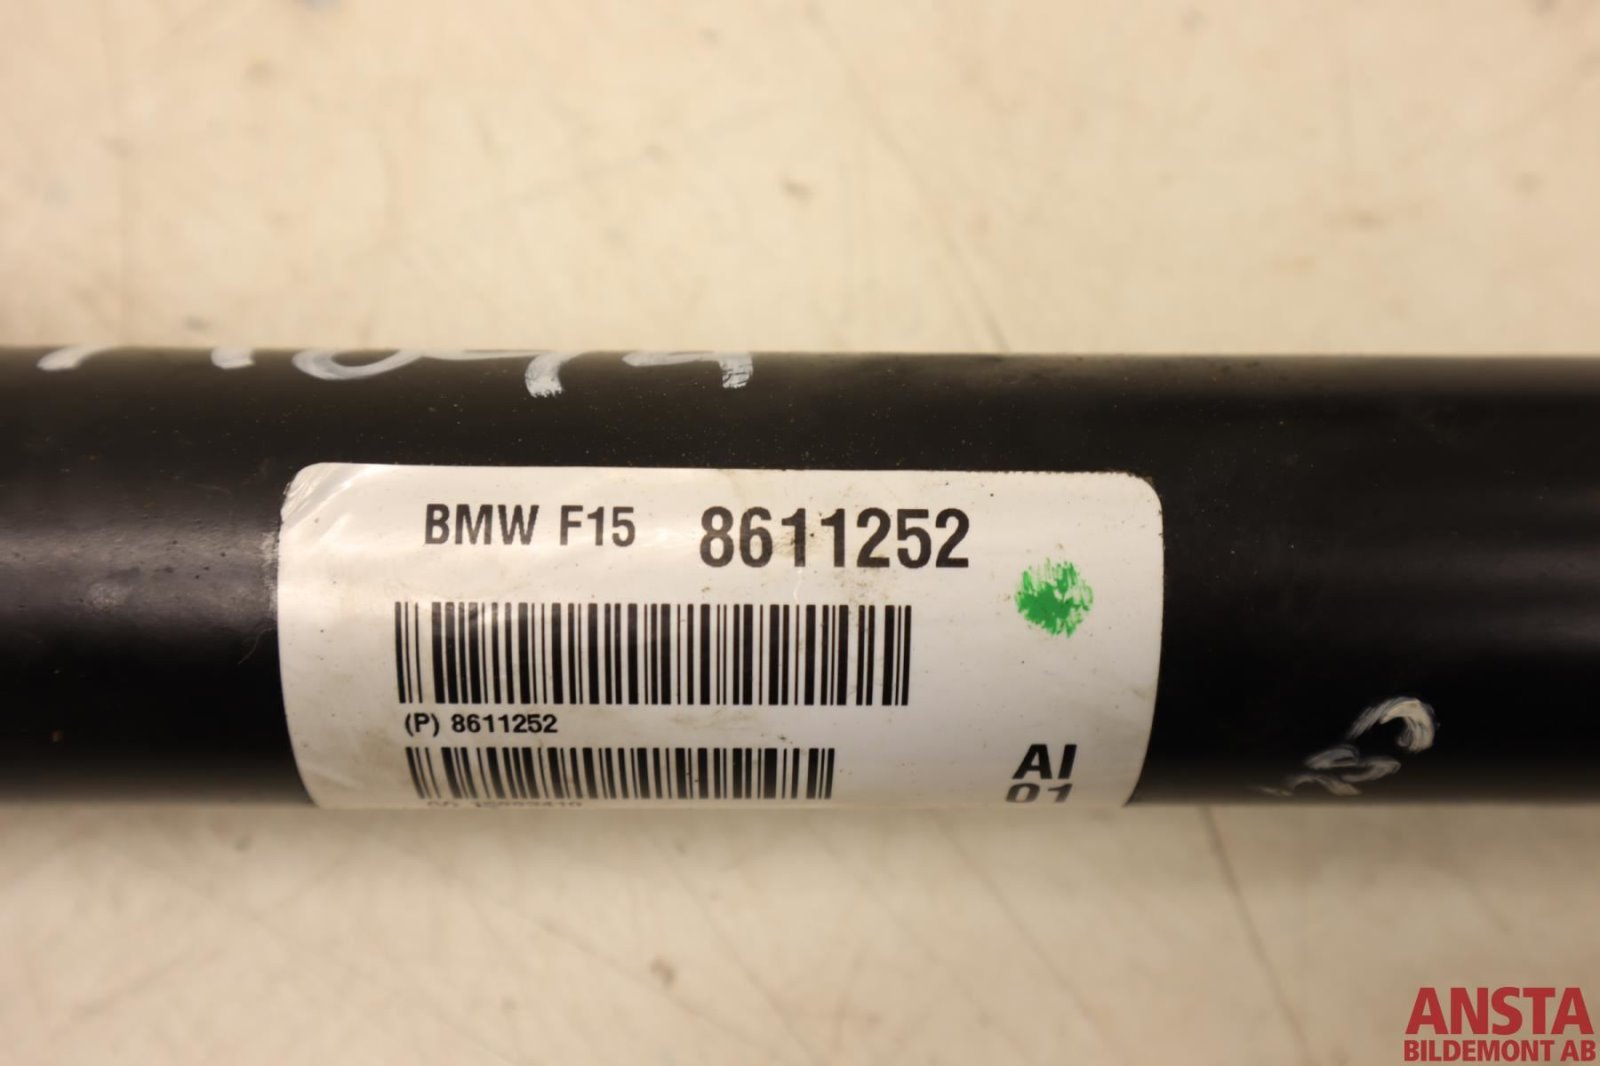 BMW F15 8611252
(P) 8611252
AI
01
ANSTA
BILDEMONT AB